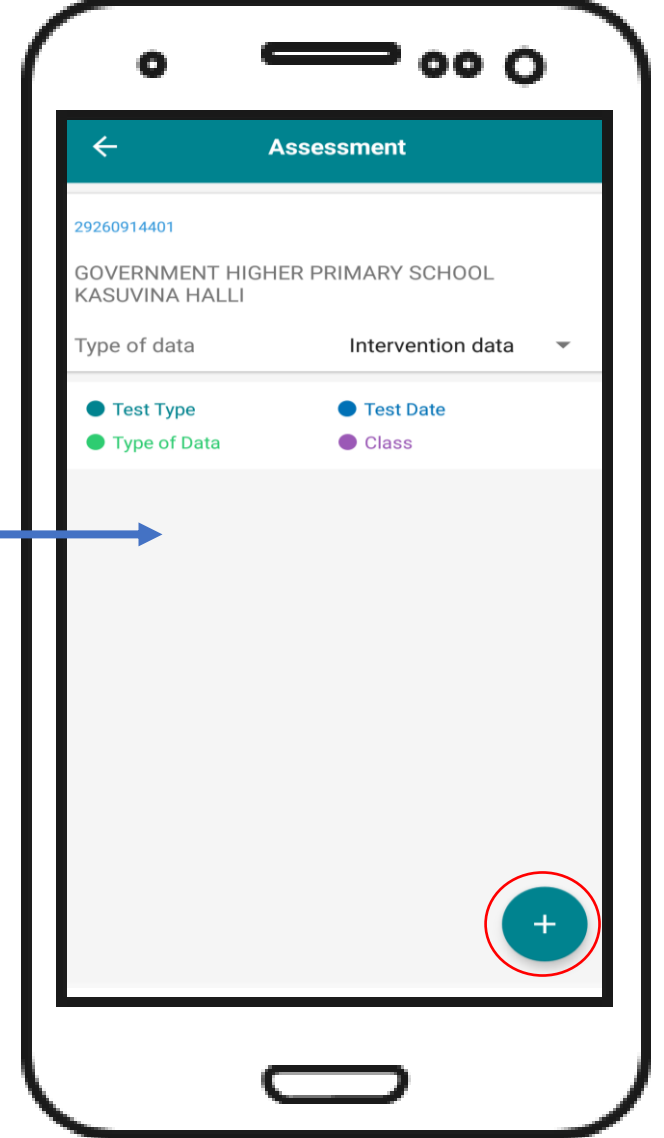 Assessment
29260914401
GOVERNMENT HIGHER PRIMARY SCHOOL
KASUVINA HALLI
Type of data Intervention data
Test Type Test Date
Type of Data Class
+